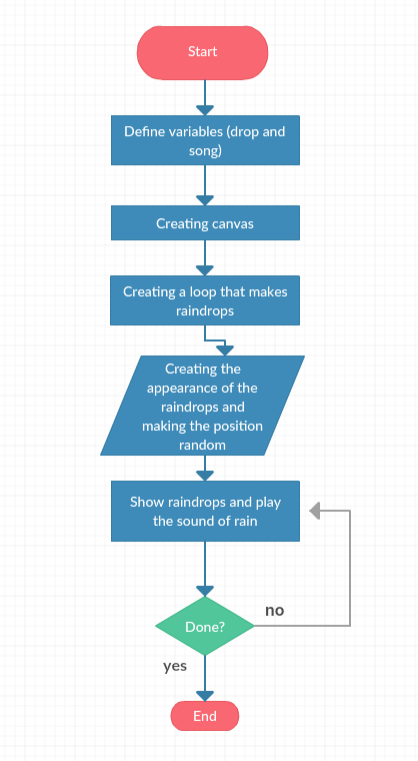 Start
Define variables (drop and
song)
Creating canvas
Creating a loop that makes
raindrops
Creating the
appearance of the
raindrops and
making the position
random
Show raindrops and play
the sound of rain
Done?
no
yes
End